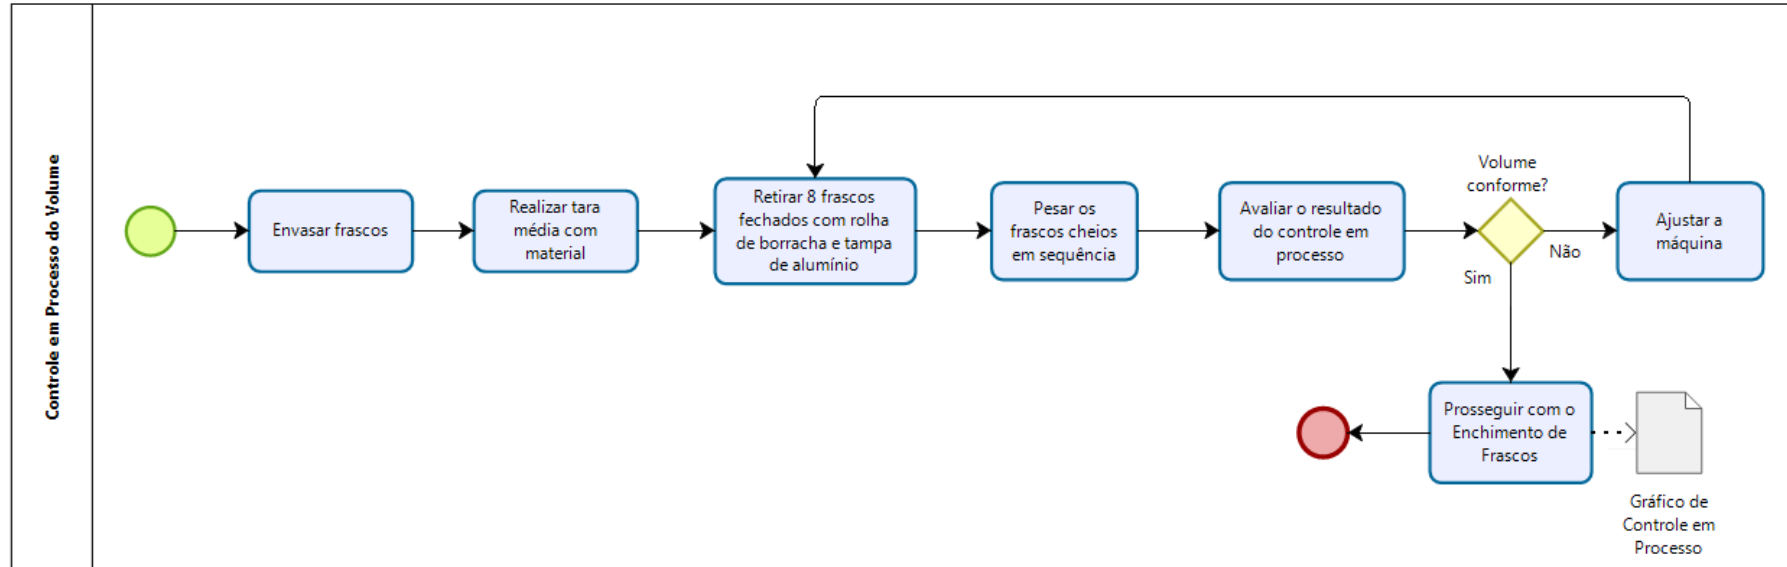 Controle em Processo do Volume
Envasar frascos
Realizar tara
média com
material
Retirar 8 frascos
fechados com rolha
de borracha e tampa
de alumínio
Pesar os
frascos cheios
em sequência
Avaliar o resultado
do controle em
processo
Volume
conforme?
Não
Sim
Ajustar a
máquina
Prosseguir com o
Enchimento de
Frascos
Gráfico de
Controle em
Processo